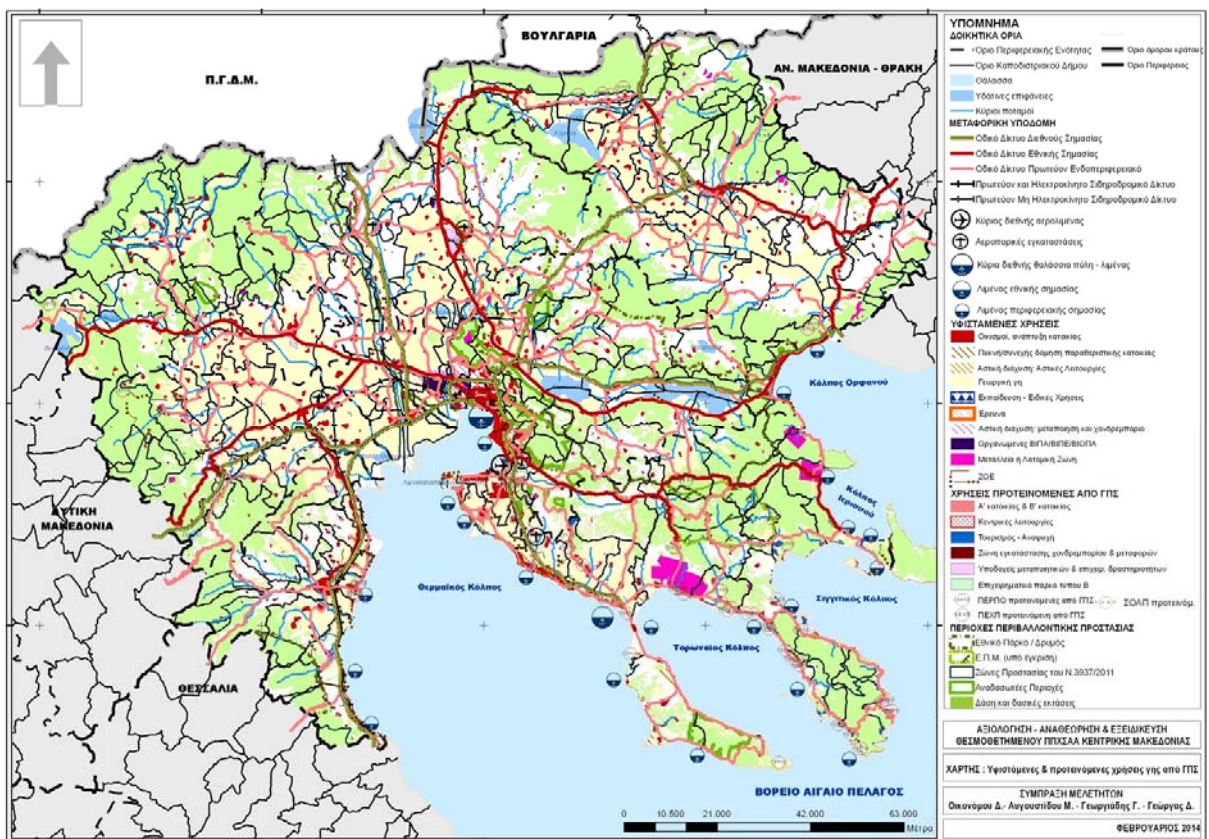 ΒΟΥΛΓΑΡΙΑ
Π.Γ.Δ.Μ.
ΑΝ. ΜΑΚΕΔΟΝΙΑ - ΘΡΑΚΗ
Κόλπος Ορφανού
Κόλπος
Ιερισσού
ΔΥΤΙΚΗ
ΜΑΚΕΔΟΝΙΑ
Θερμαϊκός Κόλπος
Σιγγιτικός Κόλπος
Τορωναίος Κόλπος
ΘΕΣΣΑΛΙΑ
ΒΟΡΕΙΟ ΑΙΓΑΙΟ ΠΕΛΑΓΟΣ
0 10.500 21.000 42.000 63.000
Μέτρα
ΥΠΟΜΝΗΜΑ
ΔΟΙΚΗΤΙΚΑ ΟΡΙΑ
Όριο Περιφερειακής Ενότητας
Όριο όμορου κράτους
Όριο Καποδιστριακού Δήμου
Όριο Περιφέρειας
Θάλασσα
Υδάτινες επιφάνειες
Κύριοι ποταμοί
ΜΕΤΑΦΟΡΙΚΗ ΥΠΟΔΟΜΗ
Οδικό Δίκτυο Διεθνούς Σημασίας
Οδικό Δίκτυο Εθνικής Σημασίας
Οδικό Δίκτυο Πρωτεύον Ενδοπεριφερειακό
Πρωτεύον και Ηλεκτροκίνητο Σιδηροδρομικό Δίκτυο
Πρωτεύον Μη Ηλεκτροκίνητο Σιδηροδρομικό Δίκτυο
Κύριος διεθνής αερολιμένας
Αεροπορικές εγκαταστάσεις
Κύρια διεθνής θαλάσσια πύλη - λιμένας
Λιμένας εθνικής σημασίας
Λιμένας περιφερειακής σημασίας
ΥΦΙΣΤΑΜΕΝΕΣ ΧΡΗΣΕΙΣ
Οικισμοί, ανάπτυξη κατοικίας
Πυκνή/συνεχής δόμηση παραθεριστικής κατοικίας
Αστική διάχυση: Αστικές Λειτουργίες
Γεωργική γη
Εκπαίδευση - Ειδικές Χρήσεις
Έρευνα
Αστική διάχυση: μεταποίηση και χονδρεμπόριο
Οργανωμένες ΒΙΠΑ/ΒΙΠΕ/ΒΙΟΠΑ
Μεταλλεία ή Λατομική Ζώνη
ΖΟΕ
ΧΡΗΣΕΙΣ ΠΡΟΤΕΙΝΟΜΕΝΕΣ ΑΠΟ ΓΠΣ
Α' κατοικίας & Β' κατοικίας
Κεντρικές λειτουργίες
Τουρισμός - Αναψυχή
Ζώνη εγκατάστασης χονδρεμπορίου & μεταφορών
Υποδοχείς μεταποιητικών & επιχειρ. δραστηριοτήτων
Επιχειρηματικό πάρκο τύπου Β
ΠΕΡΠΟ προτεινόμενες από ΓΠΣ
ΣΟΑΠ προτεινόμ.
ΠΕΧΠ προτεινόμενη από ΓΠΣ
ΠΕΡΙΟΧΕΣ ΠΕΡΙΒΑΛΛΟΝΤΙΚΗΣ ΠΡΟΣΤΑΣΙΑΣ
Εθνικό Πάρκο / Δρυμός
Ε.Π.Μ. (υπό έγκριση)
Ζώνες Προστασίας του Ν.3937/2011
Αναδασωτέες Περιοχές
Δάση και δασικές εκτάσεις
ΑΞΙΟΛΟΓΗΣΗ - ΑΝΑΘΕΩΡΗΣΗ & ΕΞΕΙΔΙΚΕΥΣΗ
ΘΕΣΜΟΘΕΤΗΜΕΝΟΥ ΠΠΧΣΑΑ ΚΕΝΤΡΙΚΗΣ ΜΑΚΕΔΟΝΙΑΣ
ΧΑΡΤΗΣ : Υφιστάμενες & προτεινόμενες χρήσεις γης από ΓΠΣ
ΣΥΜΠΡΑΞΗ ΜΕΛΕΤΗΤΩΝ
Οικονόμου Δ.- Αυγουστίδου Μ. - Γεωργιάδης Γ. - Γεώργας Δ.
ΦΕΒΡΟΥΑΡΙΟΣ 2014